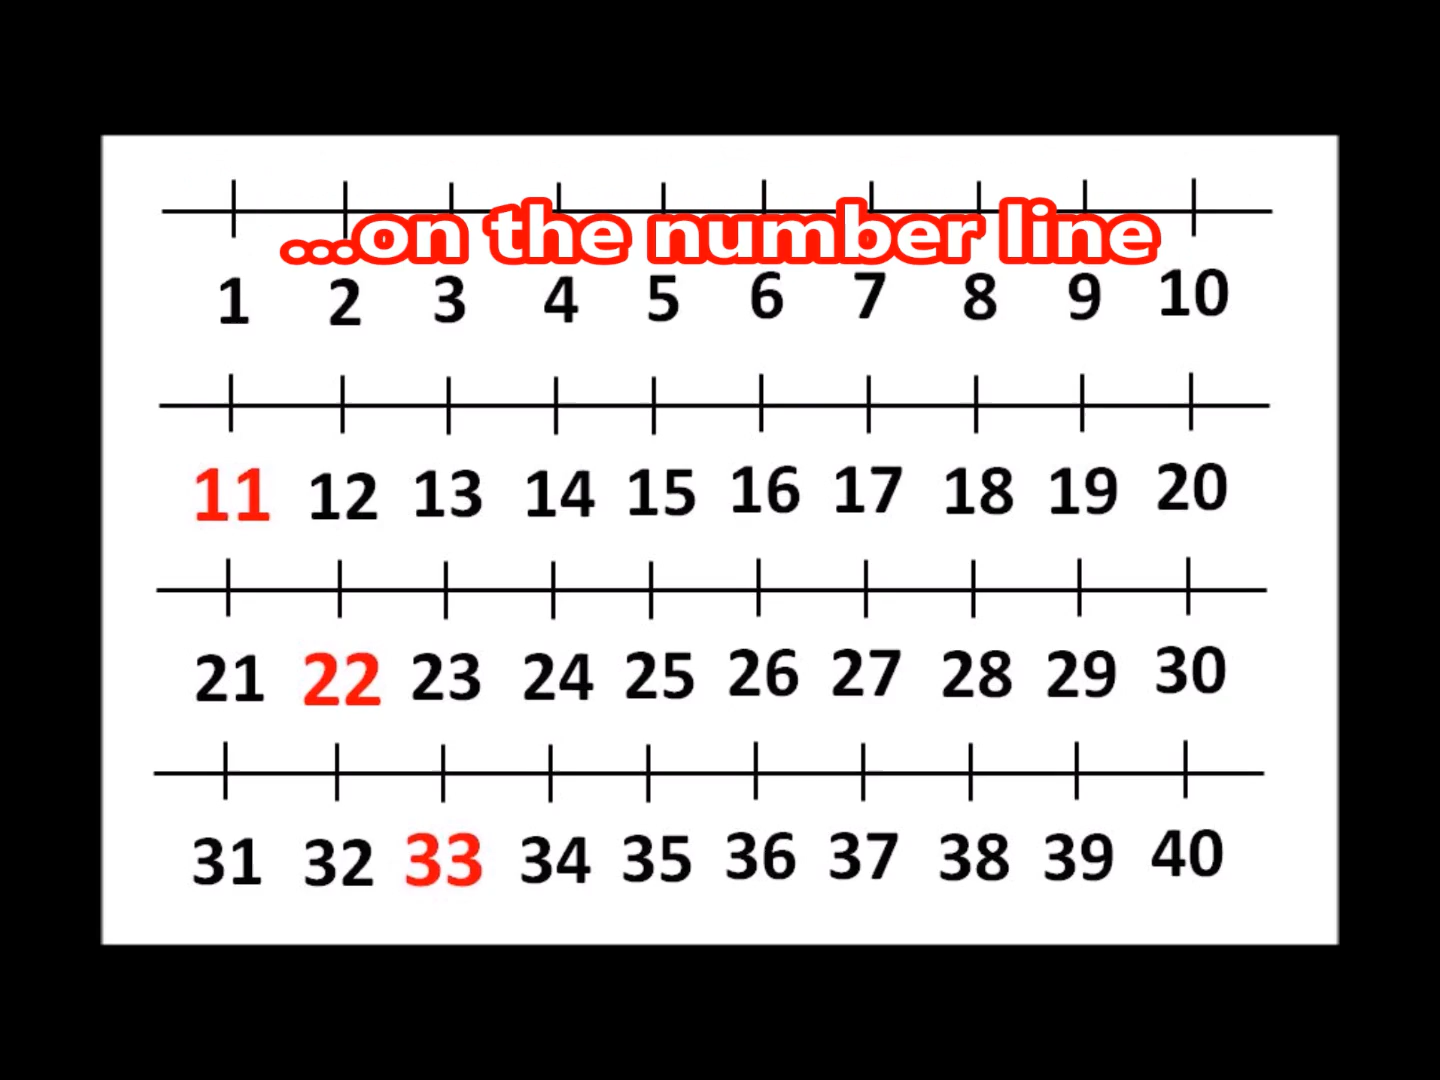 ...on the number line
1 2 3 4 5 6 7 8 9 10
11 12 13 14 15 16 17 18 19 20
21 22 23 24 25 26 27 28 29 30
31 32 33 34 35 36 37 38 39 40